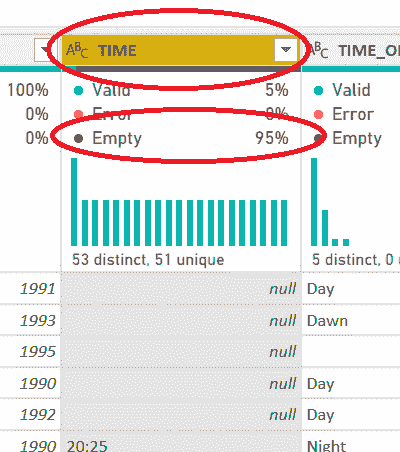 ABC TIME ABC TIME_O
100% Valid 5% Valid
0% Error 0% Error
0% Empty 95% Empty
53 distinct, 51 unique 5 distinct, 0
1991 null Day
1993 null Dawn
1995 null
1990 null Day
1992 null Day
1990 20:25 Night